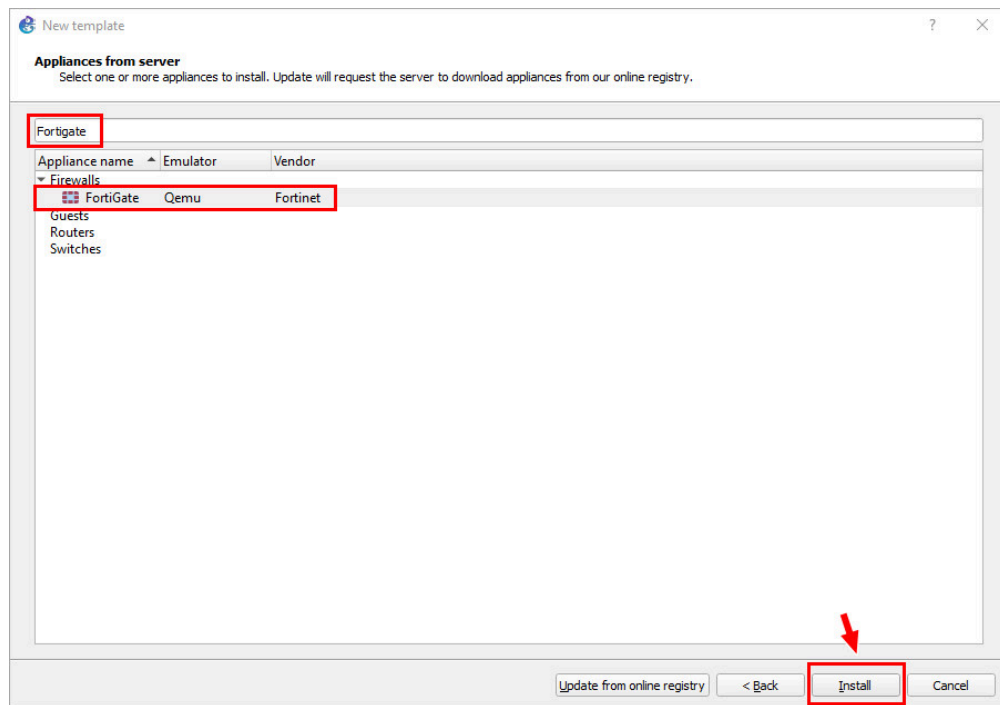 New template
?
Appliances from server
Select one or more appliances to install. Update will request the server to download appliances from our online registry.
Fortigate
Appliance name Emulator Vendor
Firewalls
FortiGate Qemu Fortinet
Guests
Routers
Switches
Update from online registry < Back Install Cancel